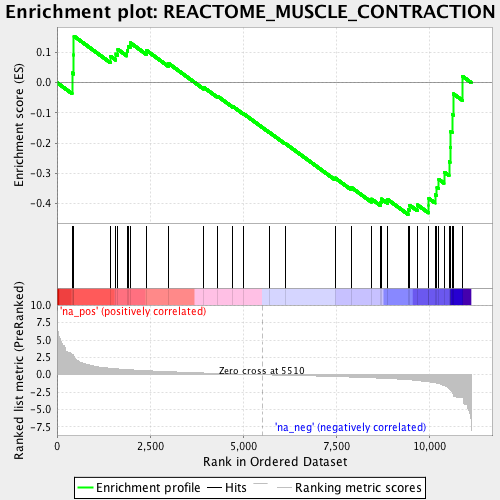 Enrichment plot: REACTOME_MUSCLE_CONTRACTION
Enrichment score (ES)
0.1
0.0
-0.1
-0.2
-0.3
-0.4
'na_pos' (positively correlated)
Ranked list metric (PreRanked)
10.0
7.5
5.0
2.5
0.0
-2.5
-5.0
-7.5
Zero cross at 5510
'na_neg' (negatively correlated)
0 2,500 5,000 7,500 10,000
Rank in Ordered Dataset
Enrichment profile Hits Ranking metric scores